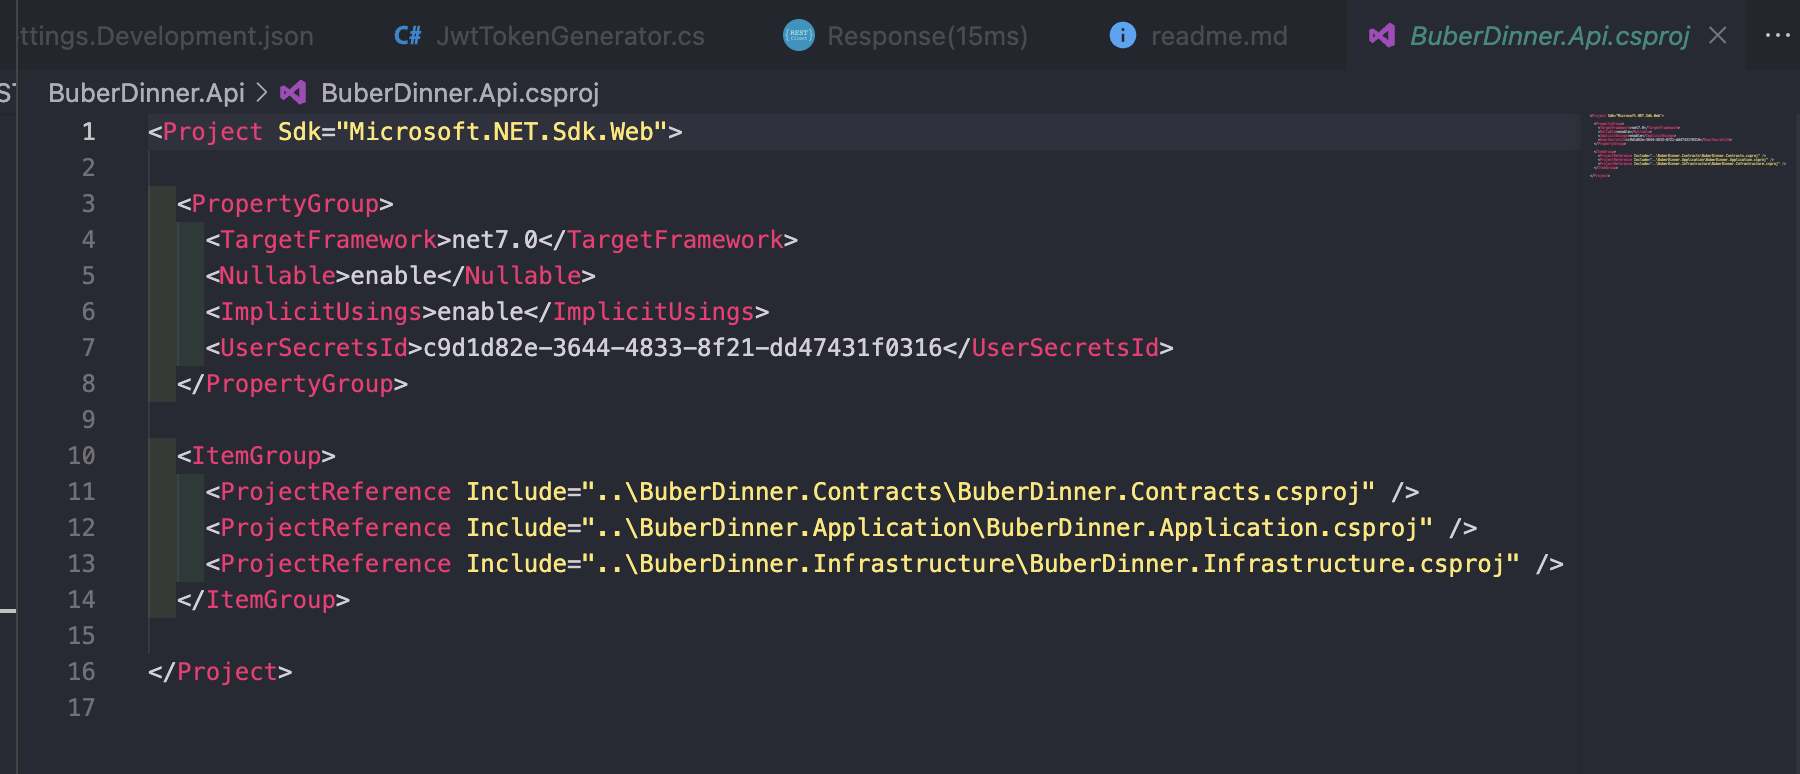 ttings.Development.json C# JwtTokenGenerator.cs REST Client Response(15ms) readme.md BuberDinner.Api.csproj
BuberDinner.Api > BuberDinner.Api.csproj
1 <Project Sdk="Microsoft.NET.Sdk.Web">
2
3 <PropertyGroup>
4 <TargetFramework>net7.0</TargetFramework>
5 <Nullable>enable</Nullable>
6 <ImplicitUsings>enable</ImplicitUsings>
7 <UserSecretsId>c9d1d82e-3644-4833-8f21-dd47431f0316</UserSecretsId>
8 </PropertyGroup>
9
10 <ItemGroup>
11 <ProjectReference Include="..\BuberDinner.Contracts\BuberDinner.Contracts.csproj" />
12 <ProjectReference Include="..\BuberDinner.Application\BuberDinner.Application.csproj" />
13 <ProjectReference Include="..\BuberDinner.Infrastructure\BuberDinner.Infrastructure.csproj" />
14 </ItemGroup>
15
16 </Project>
17